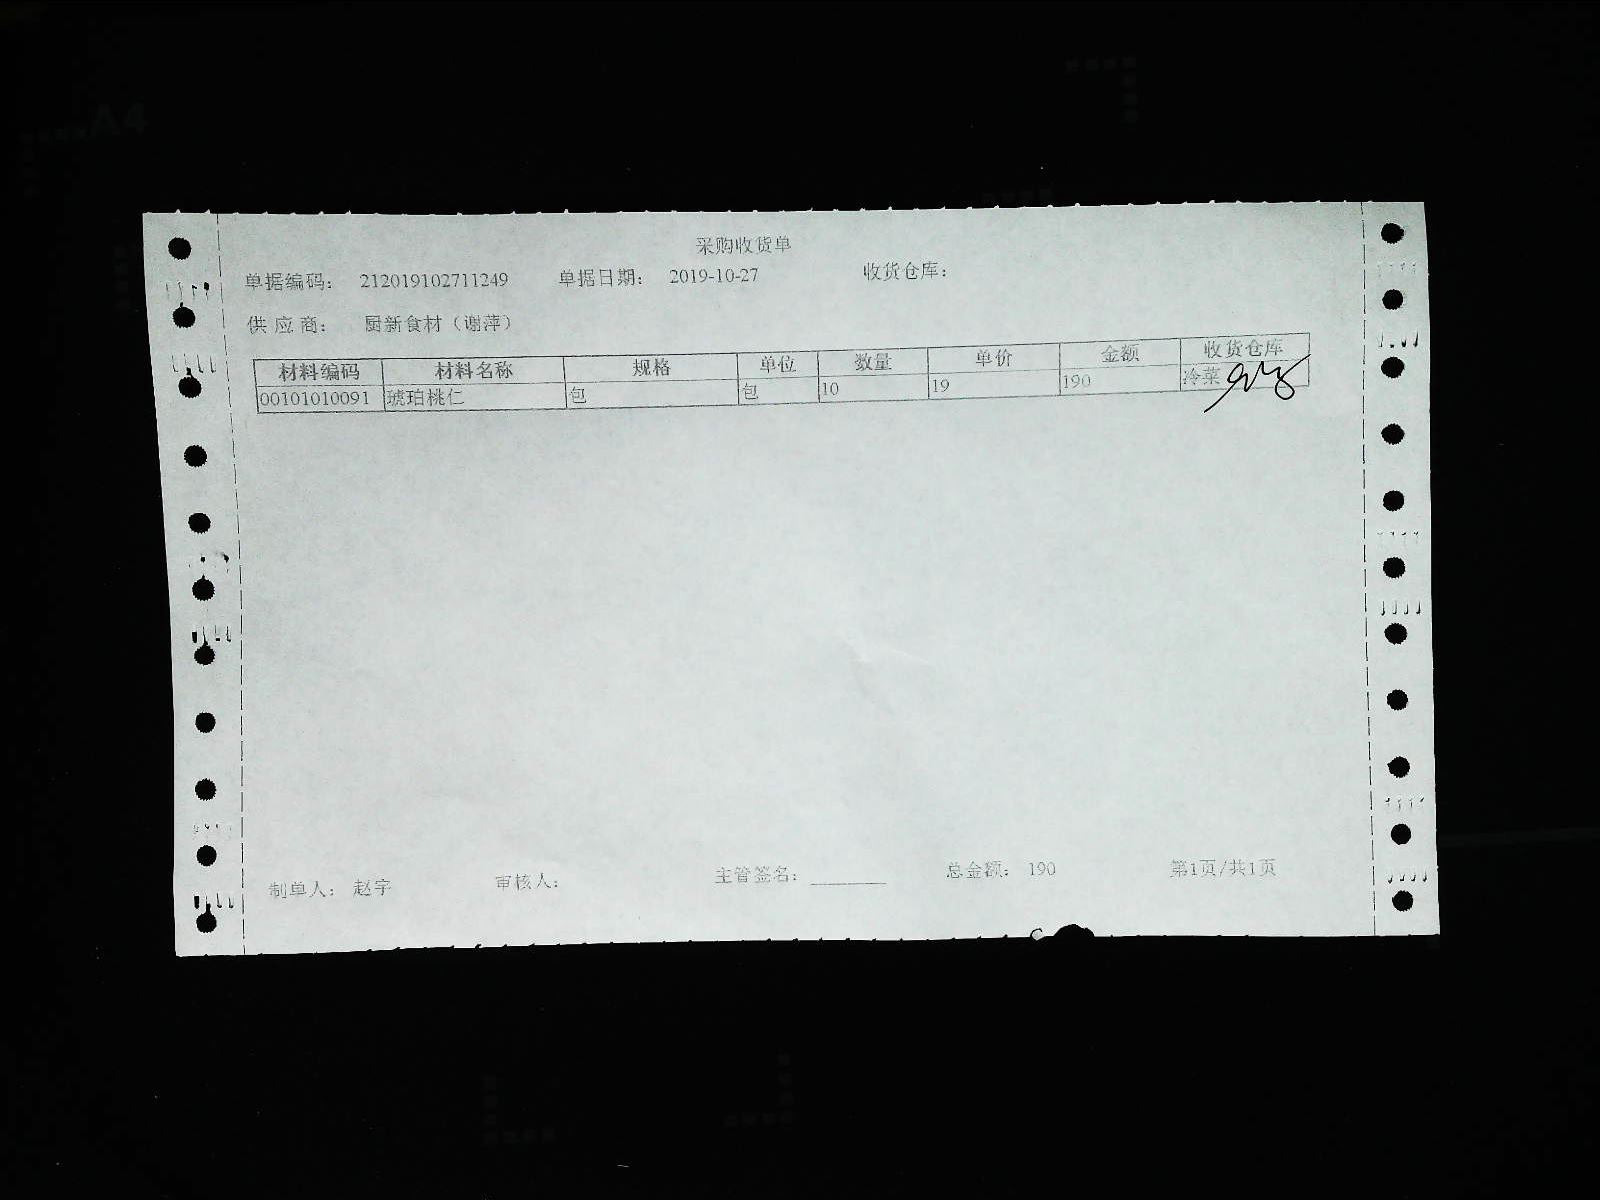 A4
采购收货单
单据编码： 212019102711249 单据日期： 2019-10-27 收货仓库：
供 应 商： 厨新食材（谢萍）
材料编码 材料名称 规格 单位 数量 单价 金额 收货仓库
00101010091 琥珀桃仁 包 包 10 19 190 冷菜
制单人： 赵宇 审核人： 主管签名： ________ 总金额： 190 第1页/共1页